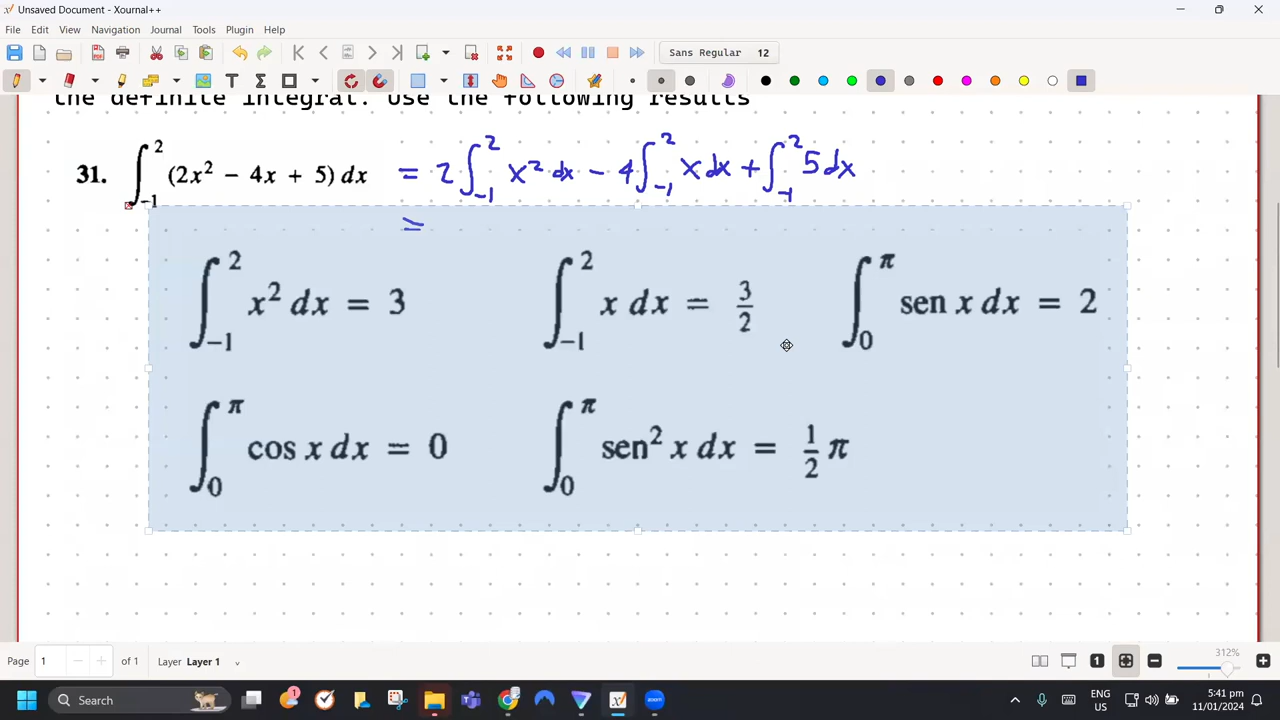 Unsaved Document - Xournal++
File Edit View Navigation Journal Tools Plugin Help
Sans Regular 12
the definite integral. Use the following results
31. ∫_{-1}^{2} (2x² − 4x + 5) dx = 2∫_{-1}^{2} x² dx − 4∫_{-1}^{2} x dx + ∫_{-1}^{2} 5 dx
=
∫_{-1}^{2} x² dx = 3 ∫_{-1}^{2} x dx = 3/2 ∫_{0}^{π} sen x dx = 2
∫_{0}^{π} cos x dx = 0 ∫_{0}^{π} sen² x dx = 1/2 π
Page 1 of 1 Layer Layer 1 312%
Search
1
ENG
US
5:41 pm
11/01/2024